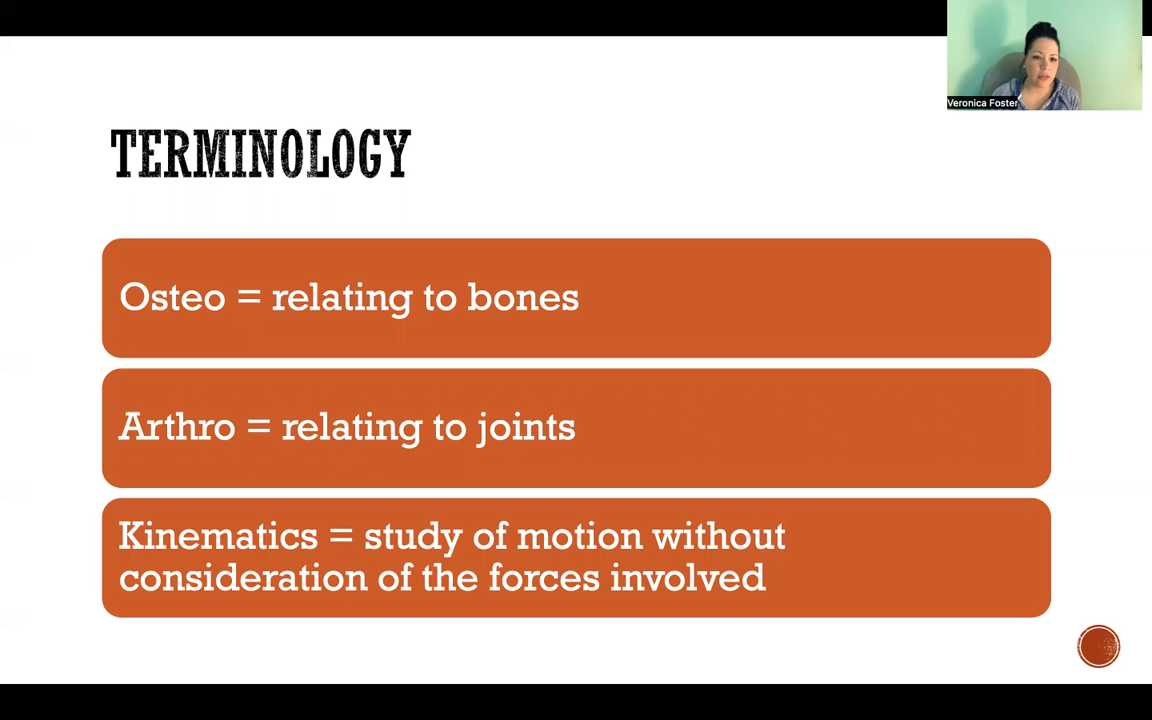 Veronica Foster
TERMINOLOGY
Osteo = relating to bones
Arthro = relating to joints
Kinematics = study of motion without
consideration of the forces involved